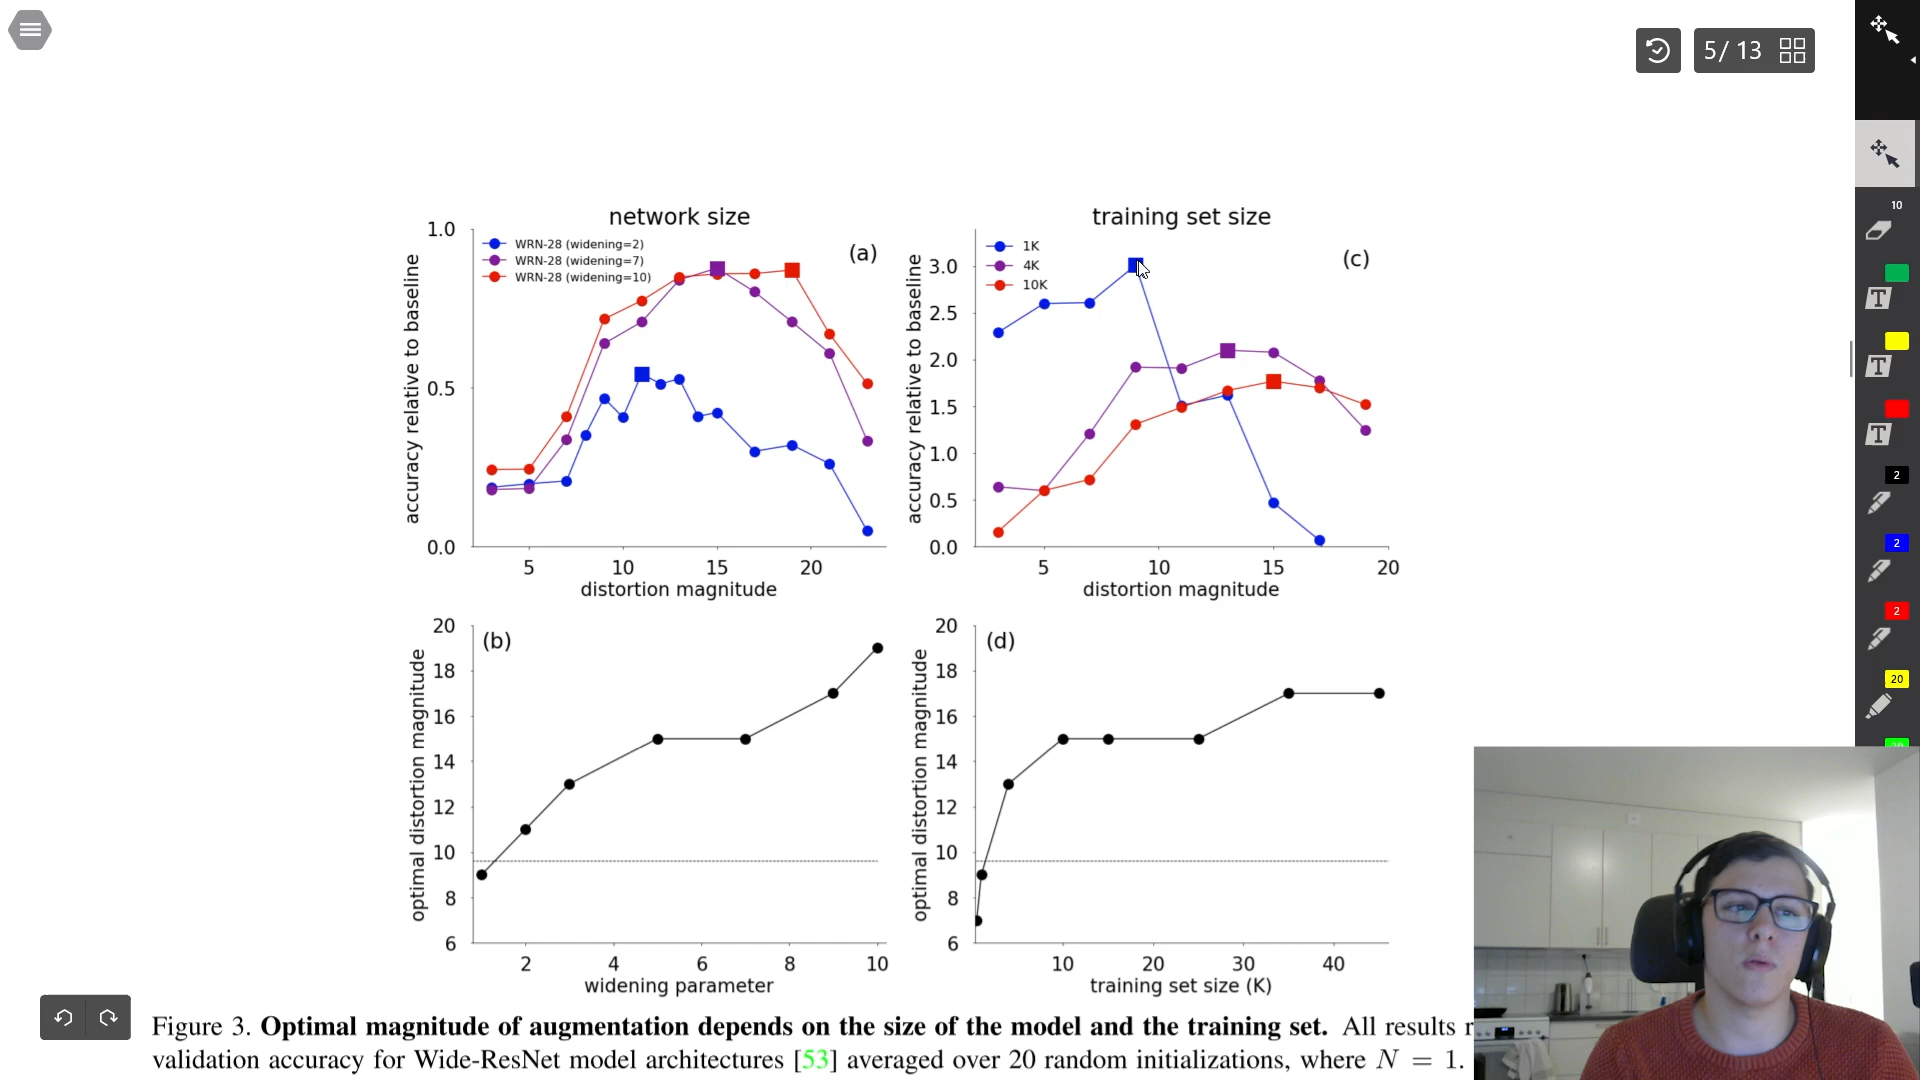 5/ 13
10
network size
1.0
0.5
0.0
accuracy relative to baseline
WRN-28 (widening=2)
WRN-28 (widening=7)
WRN-28 (widening=10)
(a)
5 10 15 20
distortion magnitude
training set size
3.0
2.5
2.0
1.5
1.0
0.5
0.0
accuracy relative to baseline
1K
4K
10K
(c)
5 10 15 20
distortion magnitude
20
18
16
14
12
10
8
6
optimal distortion magnitude
(b)
2 4 6 8 10
widening parameter
20
18
16
14
12
10
8
6
optimal distortion magnitude
(d)
10 20 30 40
training set size (K)
T
T
T
2
2
2
20
Figure 3. Optimal magnitude of augmentation depends on the size of the model and the training set. All results
validation accuracy for Wide-ResNet model architectures [53] averaged over 20 random initializations, where N = 1.